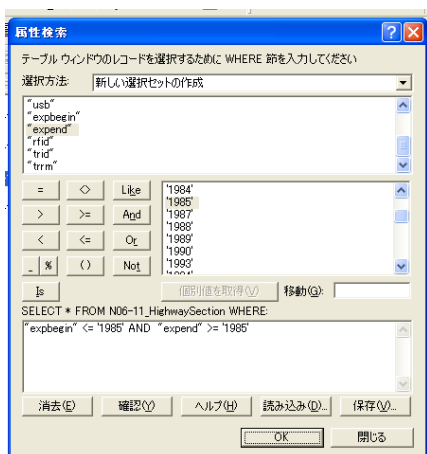 属性検索
テーブル ウィンドウのレコードを選択するために WHERE 節を入力してください
選択方法: 新しい選択セットの作成
"usb"
"expbegin"
"expend"
"rfid"
"trid"
"trrm"
= <> Like
> >= And
< <= Or
_ % () Not
Is
'1984'
'1985'
'1987'
'1988'
'1989'
'1990'
'1993'
個別値を取得(V) 移動(G):
SELECT * FROM N06-11_HighwaySection WHERE:
"expbegin" <= '1985' AND "expend" >= '1985'
消去(E) 確認(Y) ヘルプ(H) 読み込み(D)... 保存(V)...
OK 閉じる